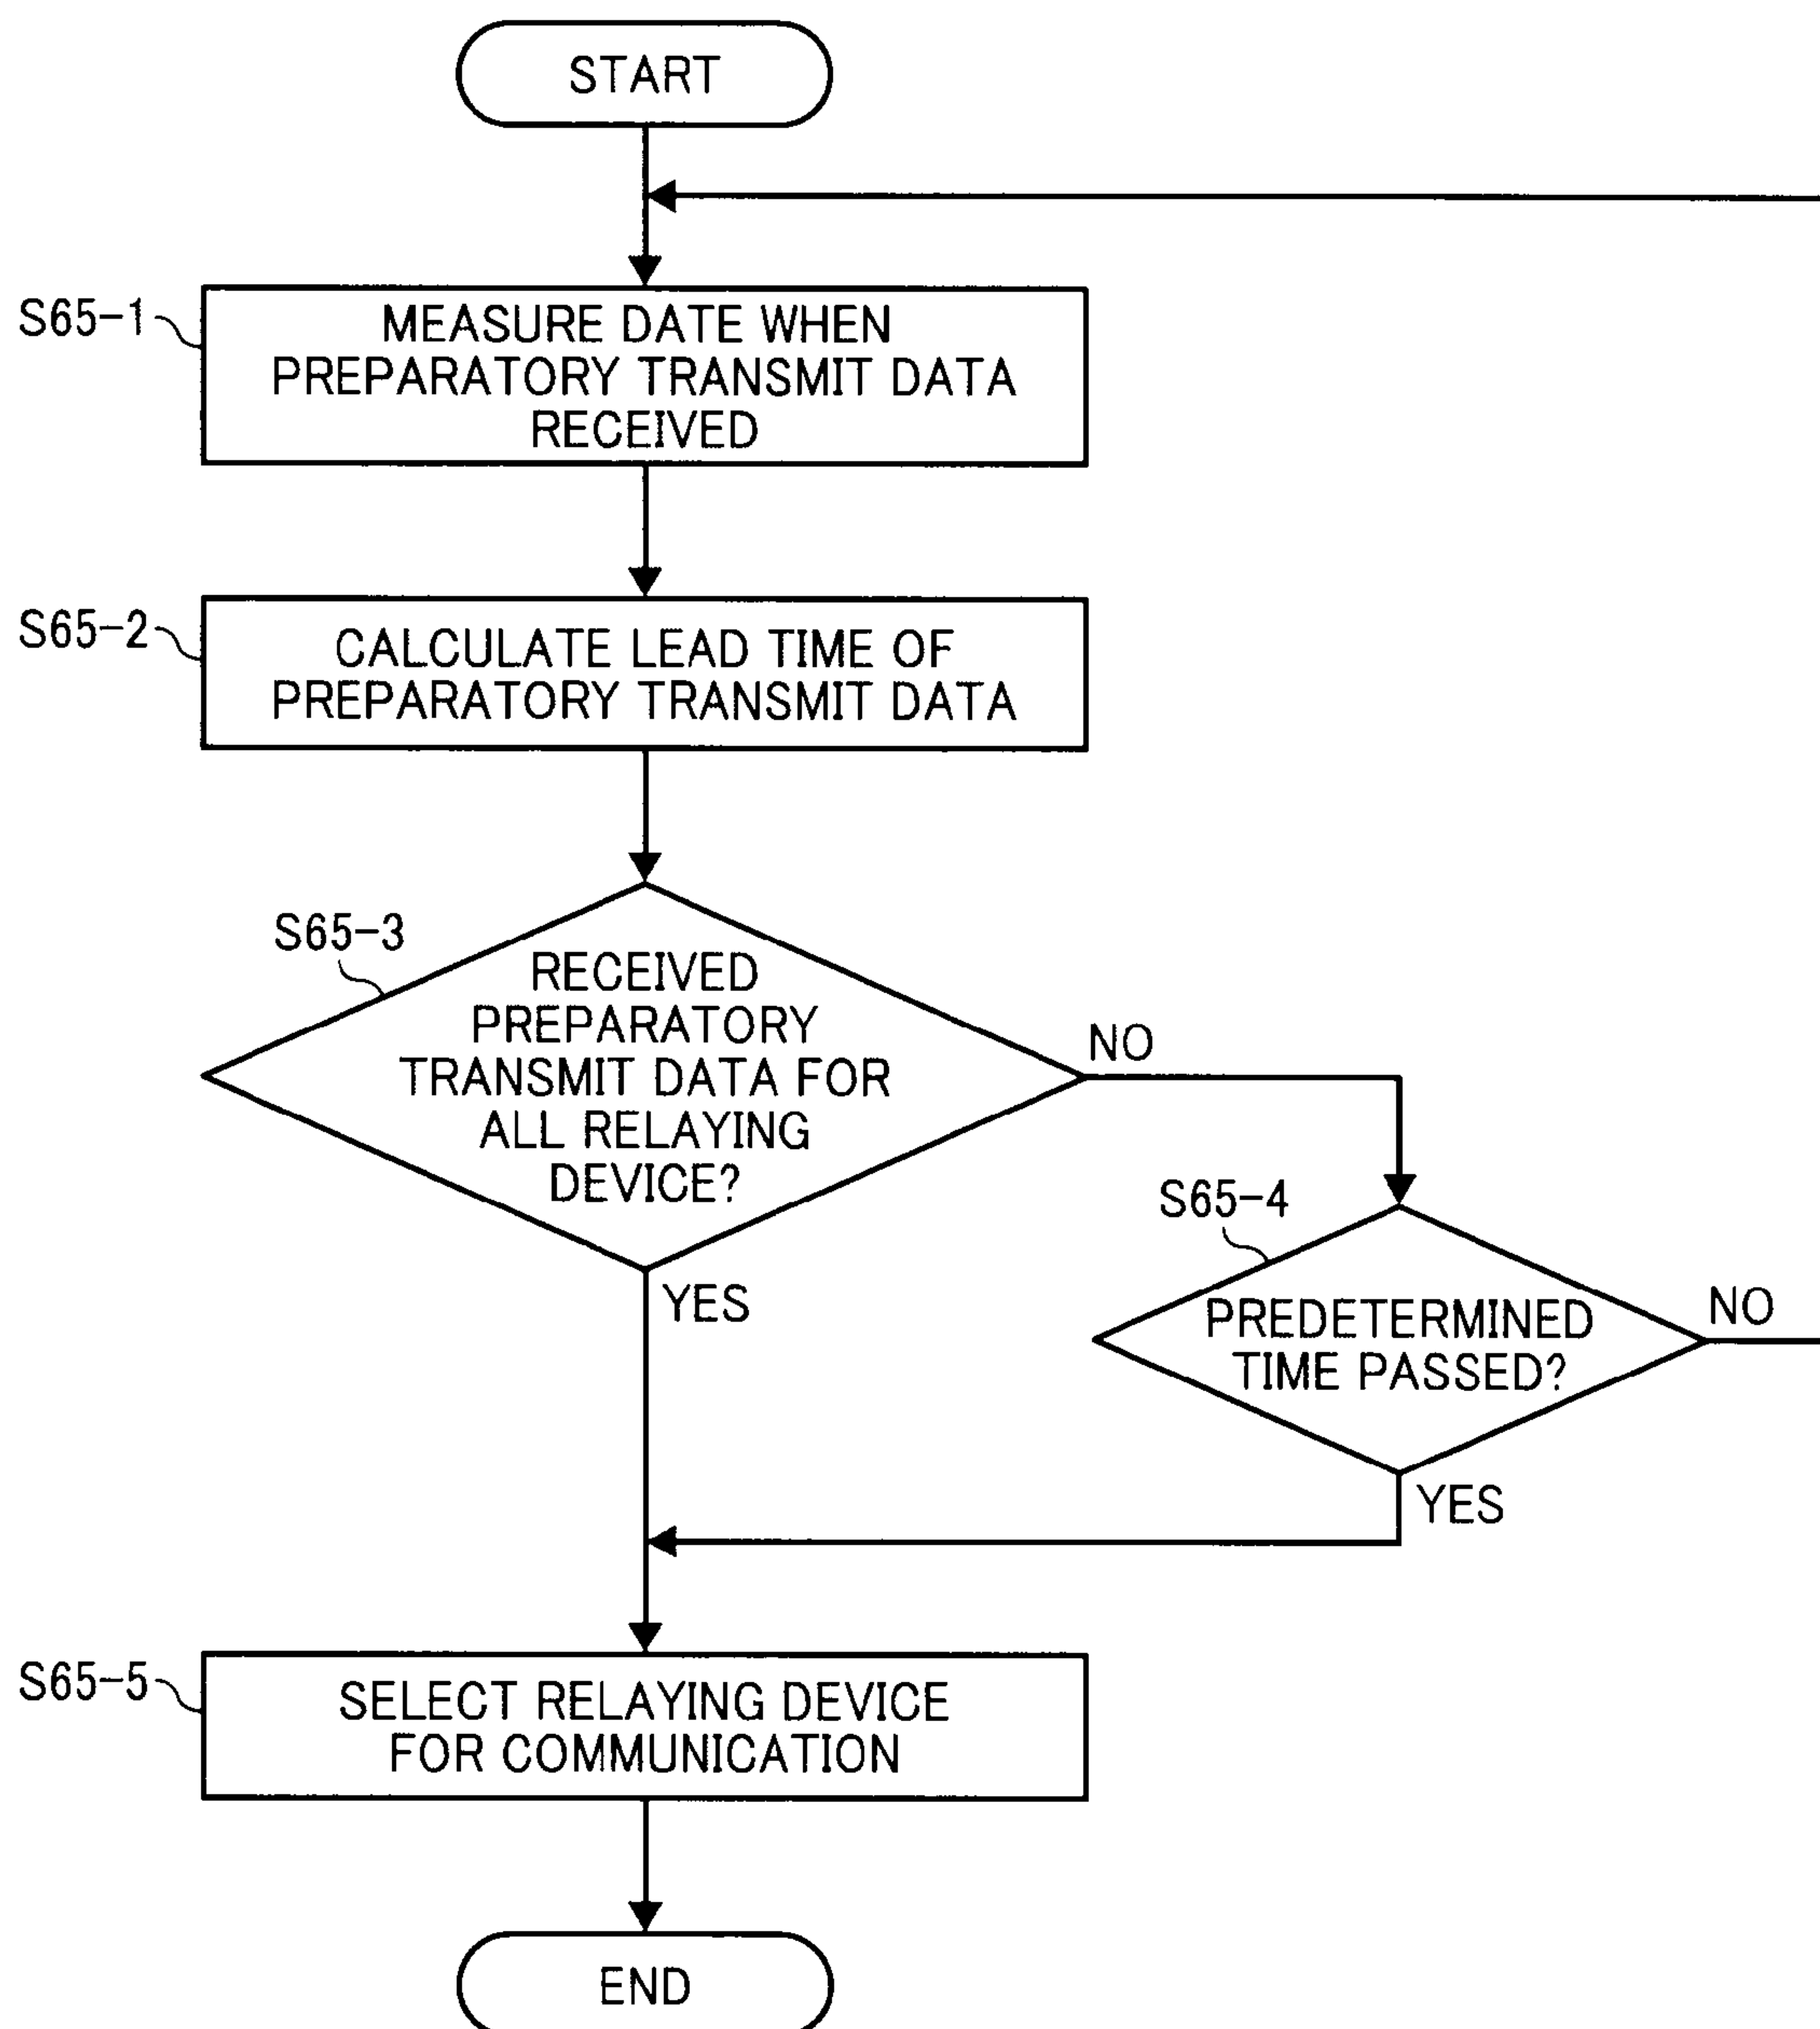 START
S65-1
MEASURE DATE WHEN
PREPARATORY TRANSMIT DATA
RECEIVED
S65-2
CALCULATE LEAD TIME OF
PREPARATORY TRANSMIT DATA
S65-3
RECEIVED
PREPARATORY
TRANSMIT DATA FOR
ALL RELAYING
DEVICE?
NO
YES
S65-4
PREDETERMINED
TIME PASSED?
NO
YES
S65-5
SELECT RELAYING DEVICE
FOR COMMUNICATION
END